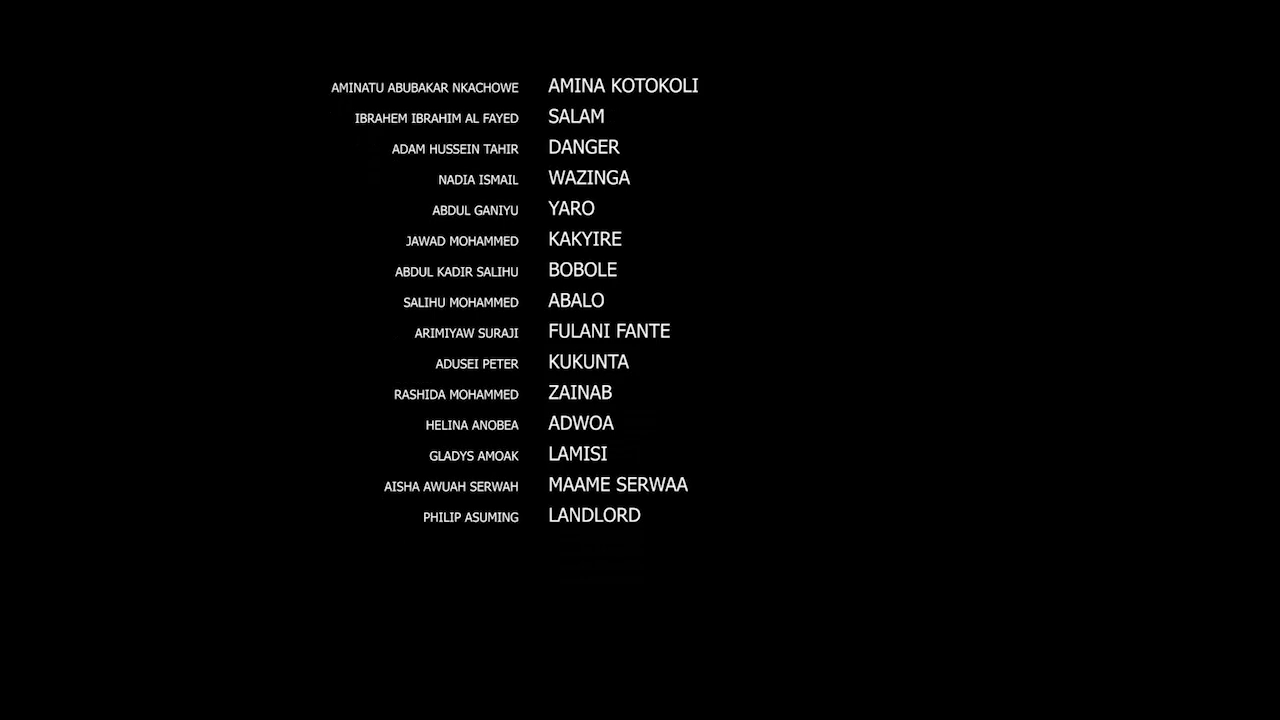 AMINATU ABUBAKAR NKACHOWE AMINA KOTOKOLI
IBRAHEM IBRAHIM AL FAYED SALAM
ADAM HUSSEIN TAHIR DANGER
NADIA ISMAIL WAZINGA
ABDUL GANIYU YARO
JAWAD MOHAMMED KAKYIRE
ABDUL KADIR SALIHU BOBOLE
SALIHU MOHAMMED ABALO
ARIMIYAW SURAJI FULANI FANTE
ADUSEI PETER KUKUNTA
RASHIDA MOHAMMED ZAINAB
HELINA ANOBEA ADWOA
GLADYS AMOAK LAMISI
AISHA AWUAH SERWAH MAAME SERWAA
PHILIP ASUMING LANDLORD